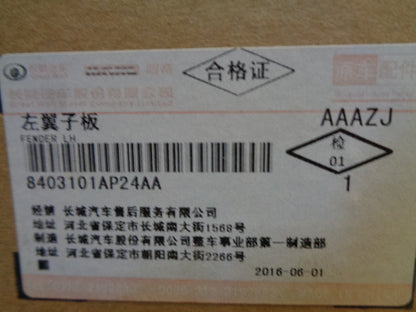 合格证
左翼子板
AAAZJ
FENDER LH
检
01
8403101AP24AA
1
经销 长城汽车售后服务有限公司
地址 河北省保定市长城南大街1568号
制造 长城汽车股份有限公司整车事业部第一制造部
地址 河北省保定市朝阳南大街2266号
2016-06-01